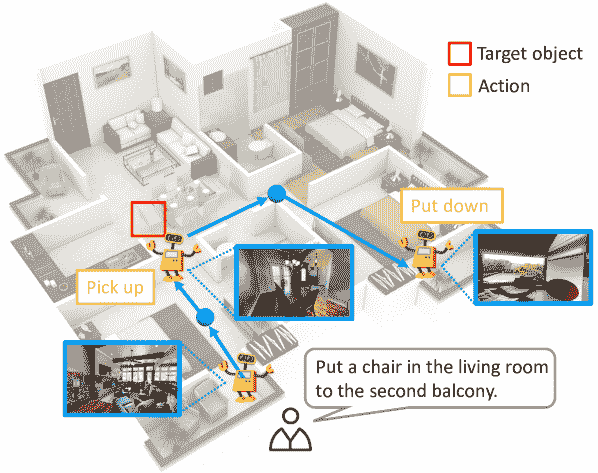 Target object
Action
Put down
Pick up
Put a chair in the living room
to the second balcony.